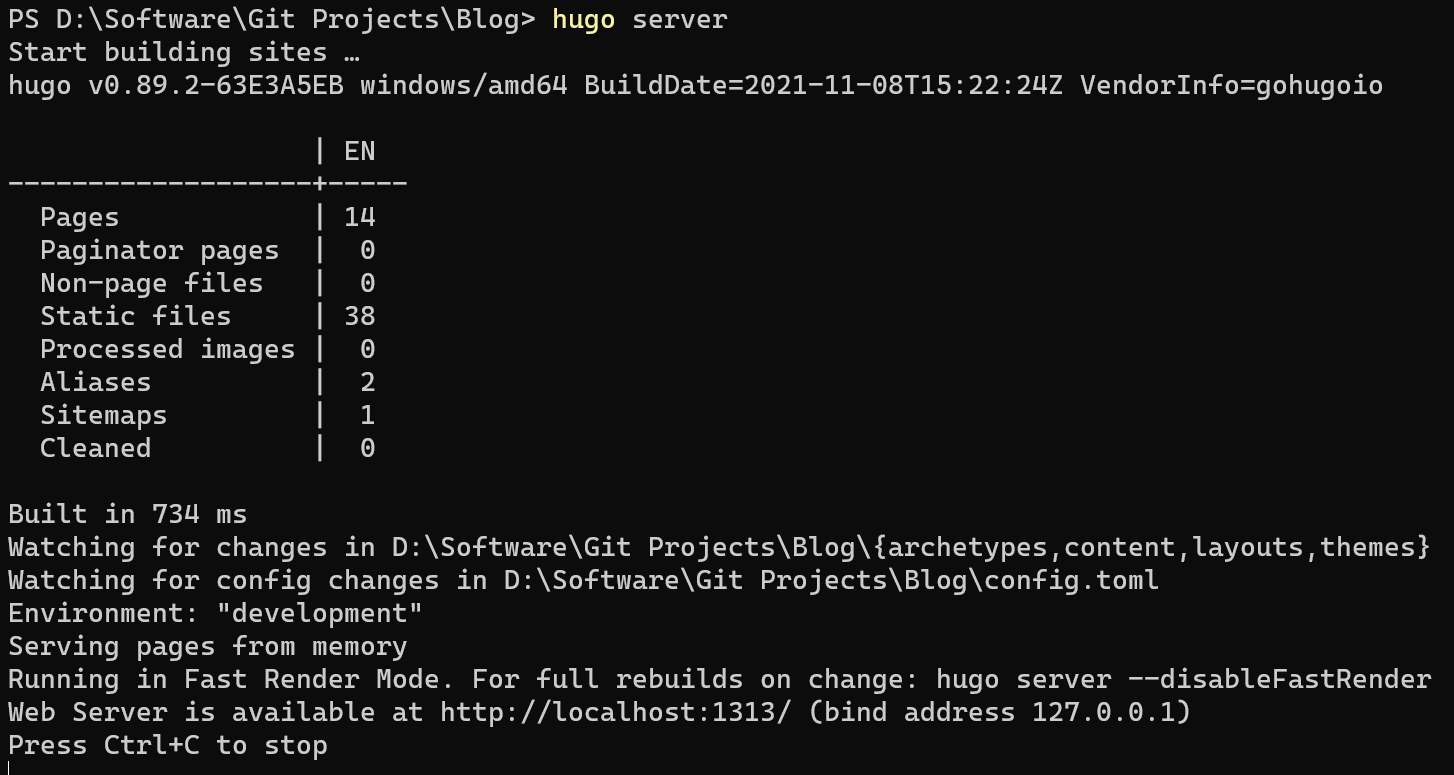 PS D:\Software\Git Projects\Blog> hugo server
Start building sites …
hugo v0.89.2-63E3A5EB windows/amd64 BuildDate=2021-11-08T15:22:24Z VendorInfo=gohugoio
                   | EN
-------------------+-----
  Pages            | 14
  Paginator pages  |  0
  Non-page files   |  0
  Static files     | 38
  Processed images |  0
  Aliases          |  2
  Sitemaps         |  1
  Cleaned          |  0
Built in 734 ms
Watching for changes in D:\Software\Git Projects\Blog\{archetypes,content,layouts,themes}
Watching for config changes in D:\Software\Git Projects\Blog\config.toml
Environment: "development"
Serving pages from memory
Running in Fast Render Mode. For full rebuilds on change: hugo server --disableFastRender
Web Server is available at http://localhost:1313/ (bind address 127.0.0.1)
Press Ctrl+C to stop